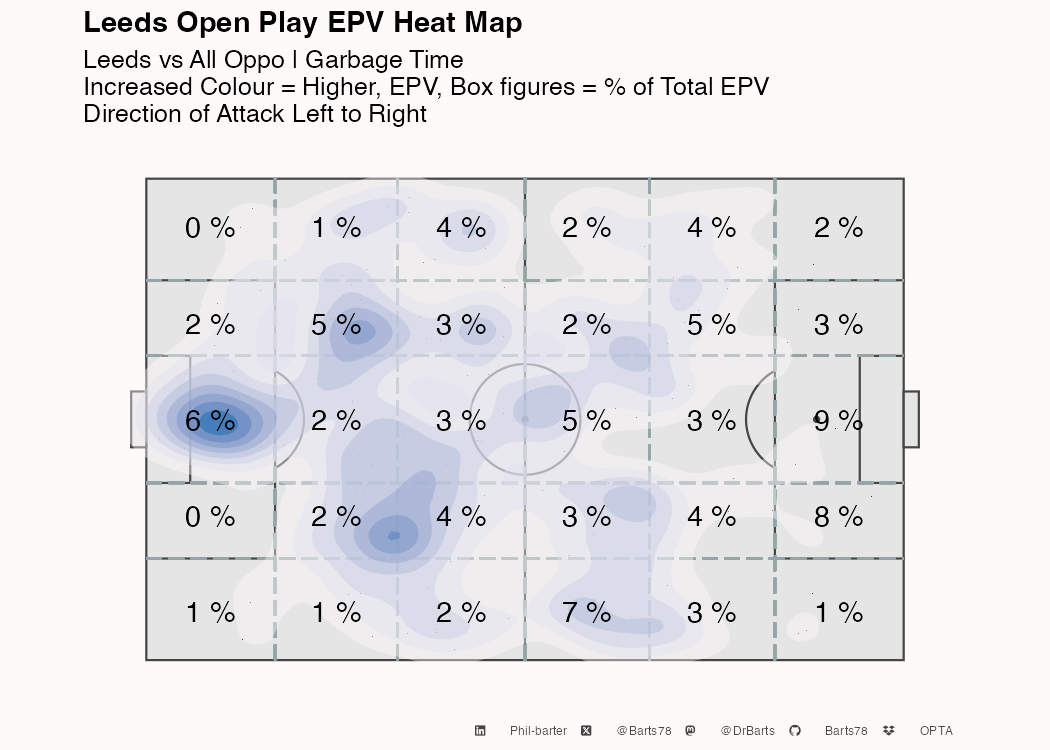 Leeds Open Play EPV Heat Map
Leeds vs All Oppo | Garbage Time
Increased Colour = Higher, EPV, Box figures = % of Total EPV
Direction of Attack Left to Right
0 % 1 % 4 % 2 % 4 % 2 %
2 % 5 % 3 % 2 % 5 % 3 %
6 % 2 % 3 % 5 % 3 % 9 %
0 % 2 % 4 % 3 % 4 % 8 %
1 % 1 % 2 % 7 % 3 % 1 %
Phil-barter @Barts78 @DrBarts Barts78 OPTA